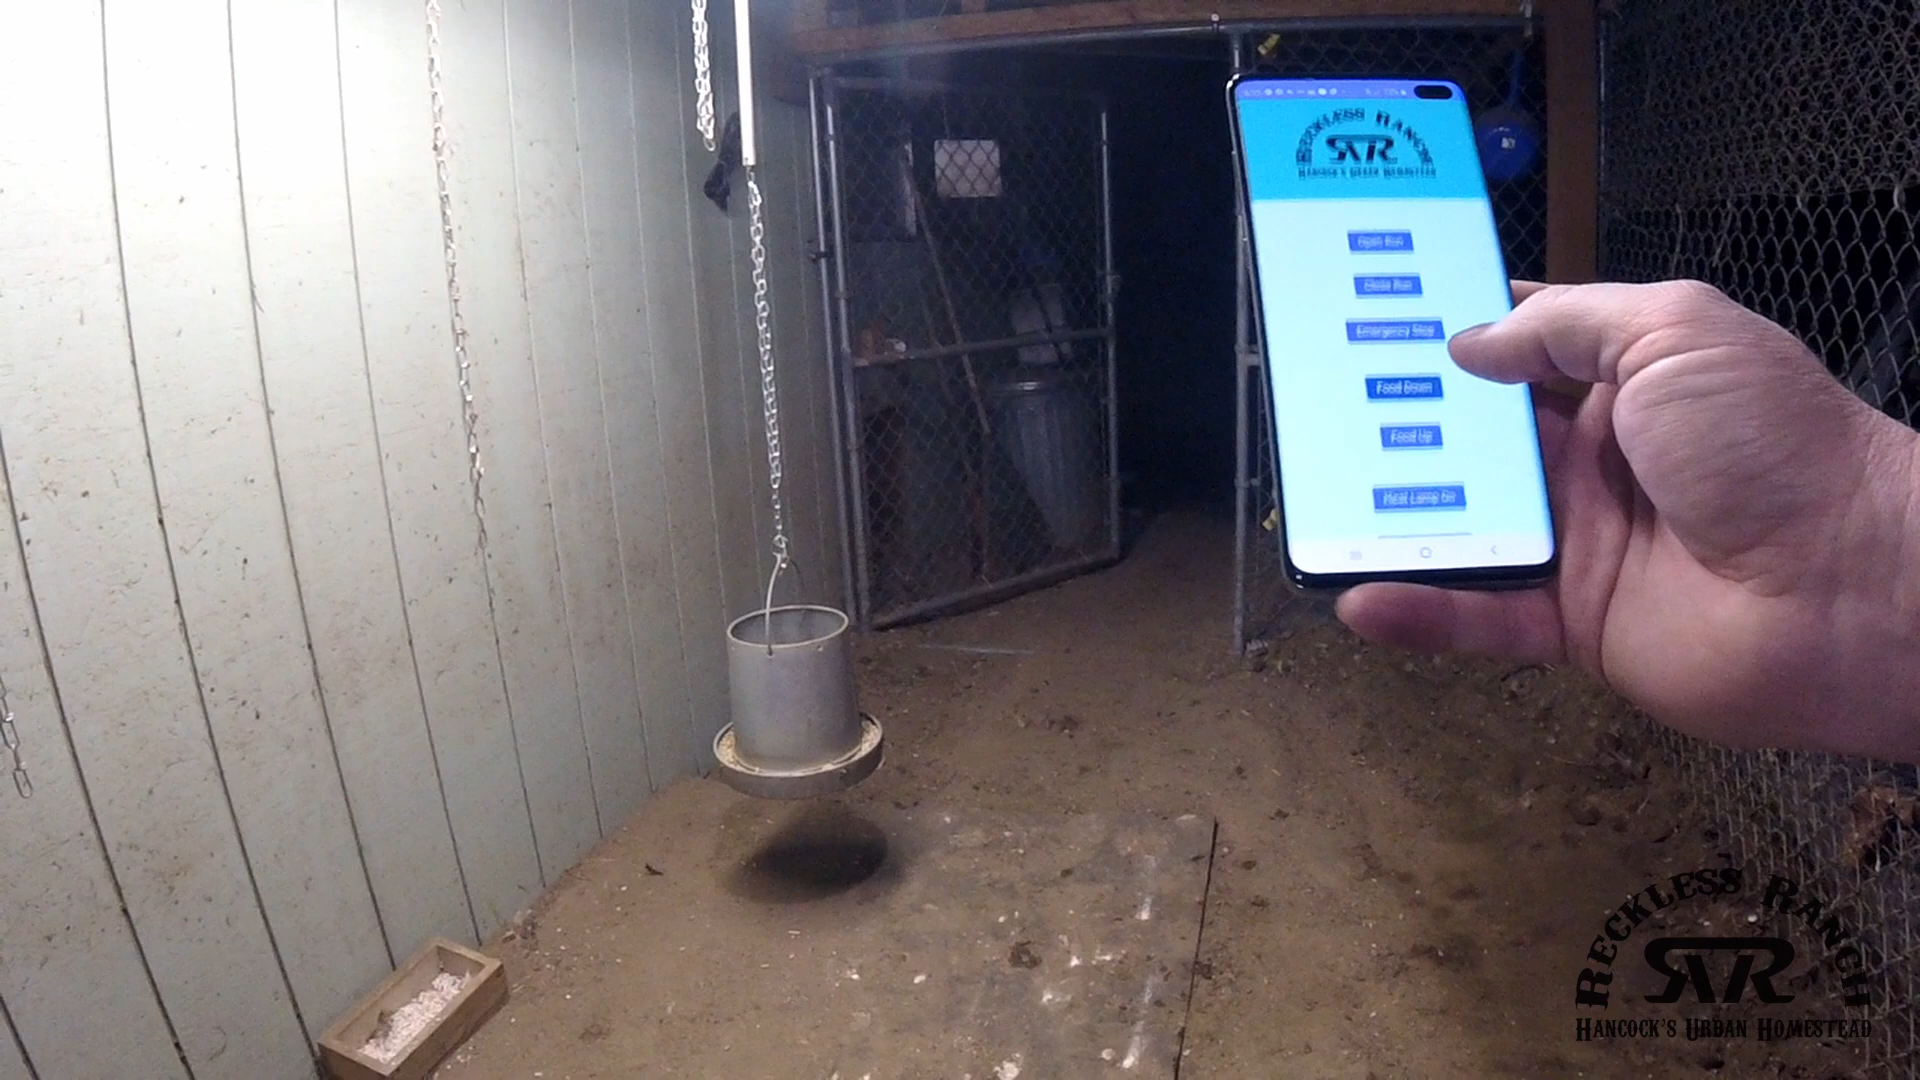 RECKLESS RANCH
RR
HANCOCK'S URBAN HOMESTEAD
Open Run
Close Run
Emergency Stop
Food Down
Food Up
Heat Lamp On
RECKLESS RANCH
RR
HANCOCK'S URBAN HOMESTEAD